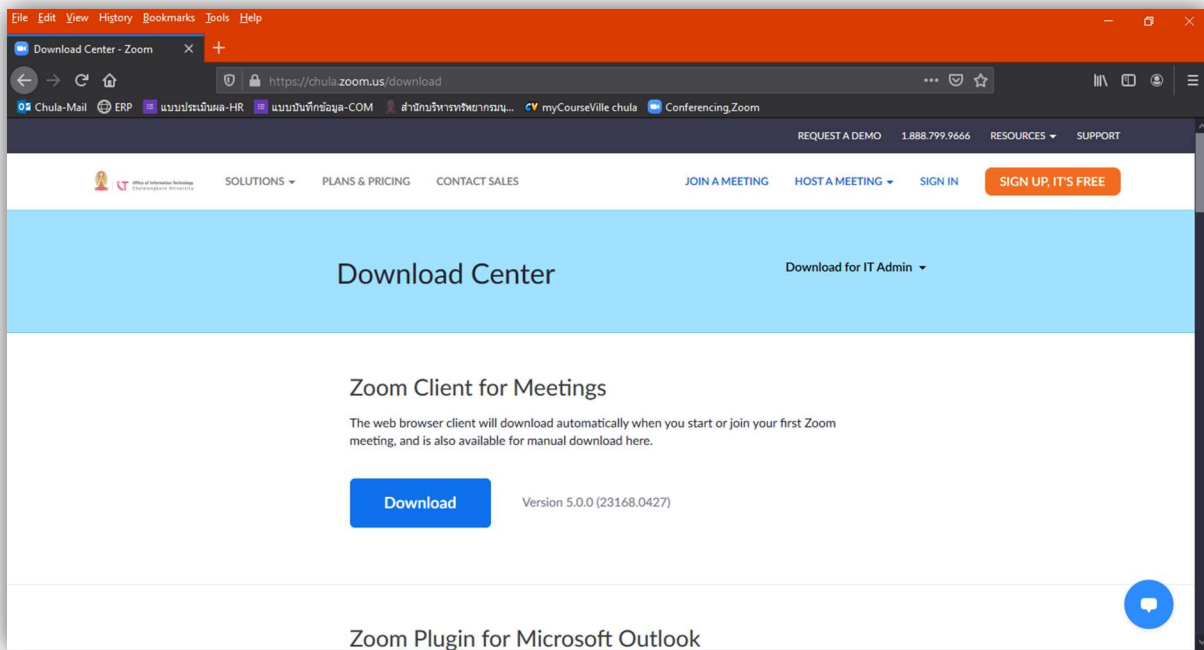 File Edit View History Bookmarks Tools Help
Download Center - Zoom
https://chula.zoom.us/download
Chula-Mail ERP แบบประเมินผล-HR แบบบันทึกข้อมูล-COM สำนักบริหารทรัพยากรมนุ... myCourseVille chula Conferencing,Zoom
REQUEST A DEMO 1.888.799.9666 RESOURCES SUPPORT
Office of Information Technology
Chulalongkorn University
SOLUTIONS PLANS & PRICING CONTACT SALES JOIN A MEETING HOST A MEETING SIGN IN SIGN UP, IT'S FREE
Download Center
Download for IT Admin
Zoom Client for Meetings
The web browser client will download automatically when you start or join your first Zoom
meeting, and is also available for manual download here.
Download Version 5.0.0 (23168.0427)
Zoom Plugin for Microsoft Outlook